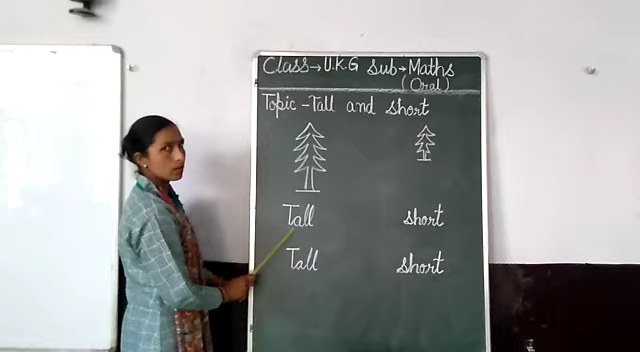 Class → U.K.G Sub → Maths
(Oral)
Topic - Tall and short
Tall short
Tall short